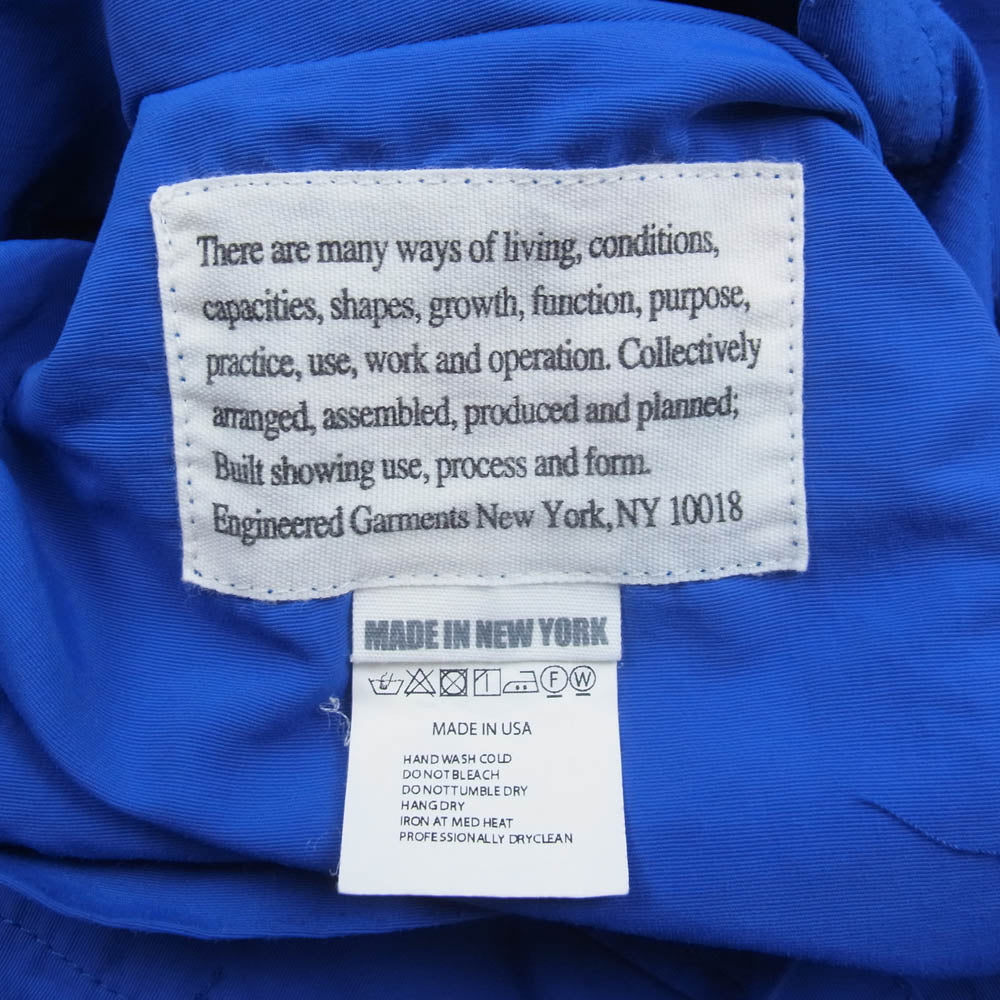 There are many ways of living, conditions,
capacities, shapes, growth, function, purpose,
practice, use, work and operation. Collectively
arranged, assembled, produced and planned;
Built showing use, process and form.
Engineered Garments New York, NY 10018
MADE IN NEW YORK
F W
MADE IN USA
HAND WASH COLD
DO NOT BLEACH
DO NOT TUMBLE DRY
HANG DRY
IRON AT MED HEAT
PROFESSIONALLY DRYCLEAN